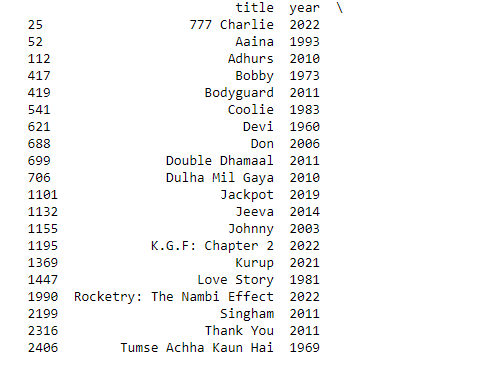 title year \
25 777 Charlie 2022
52 Aaina 1993
112 Adhurs 2010
417 Bobby 1973
419 Bodyguard 2011
541 Coolie 1983
621 Devi 1960
688 Don 2006
699 Double Dhamaal 2011
706 Dulha Mil Gaya 2010
1101 Jackpot 2019
1132 Jeeva 2014
1155 Johnny 2003
1195 K.G.F: Chapter 2 2022
1369 Kurup 2021
1447 Love Story 1981
1990 Rocketry: The Nambi Effect 2022
2199 Singham 2011
2316 Thank You 2011
2406 Tumse Achha Kaun Hai 1969